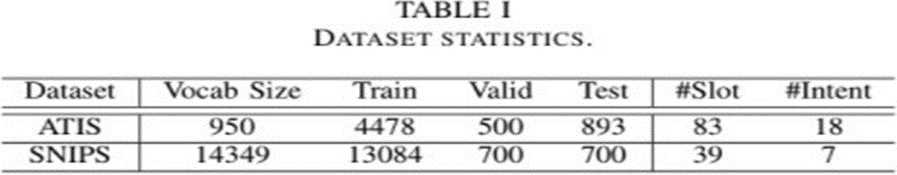 TABLE I
DATASET STATISTICS.
Dataset Vocab Size Train Valid Test #Slot #Intent
ATIS 950 4478 500 893 83 18
SNIPS 14349 13084 700 700 39 7